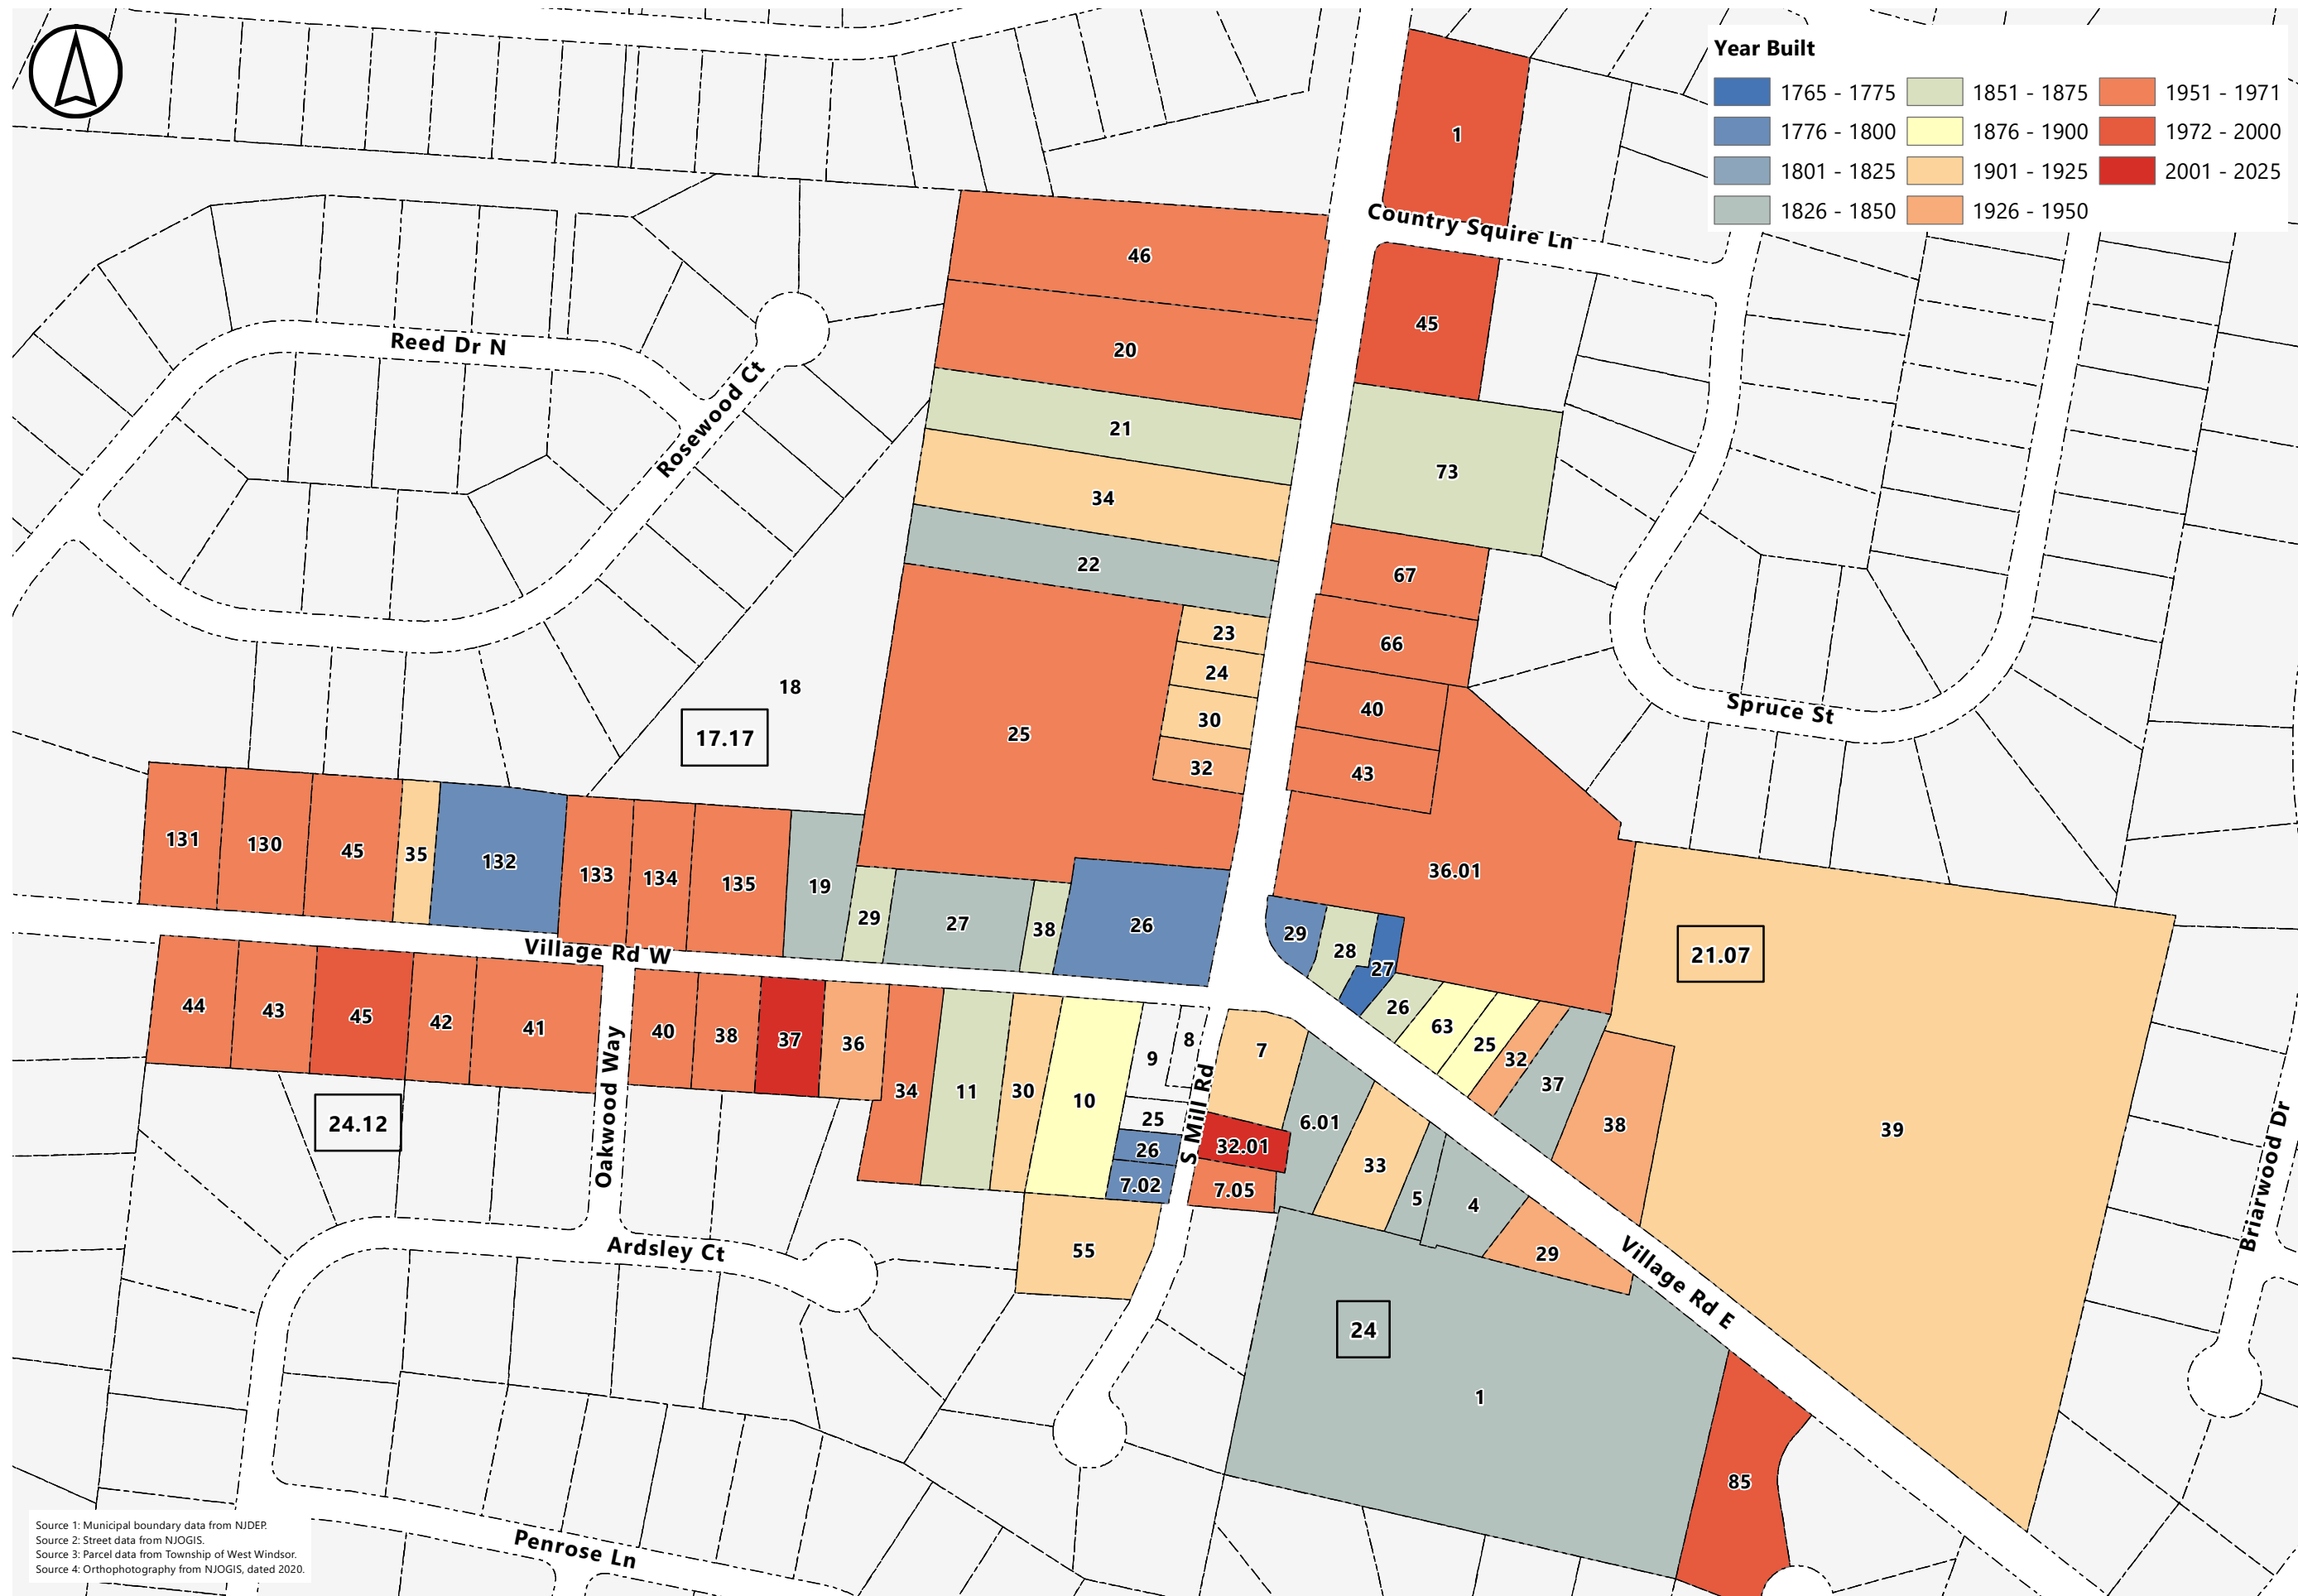 Year Built
1765 - 1775
1776 - 1800
1801 - 1825
1826 - 1850
1851 - 1875
1876 - 1900
1901 - 1925
1926 - 1950
1951 - 1971
1972 - 2000
2001 - 2025
1
Country Squire Ln
46
45
20
Reed Dr N
Rosewood Ct
21
73
34
22
67
23
66
24
18
40
30
Spruce St
17.17
25
32
43
131
130
45
35
132
133
134
135
19
36.01
29
27
38
26
29
28
27
21.07
Village Rd W
44
43
45
42
41
40
38
37
36
26
63
25
32
37
34
11
30
10
9
8
25
26
7.02
S Mill Rd
7
32.01
7.05
6.01
33
5
4
29
38
39
24.12
Oakwood Way
Ardsley Ct
55
Village Rd E
Briarwood Dr
24
1
85
Penrose Ln
Source 1: Municipal boundary data from NJDEP.
Source 2: Street data from NJOGIS.
Source 3: Parcel data from Township of West Windsor.
Source 4: Orthophotography from NJOGIS, dated 2020.